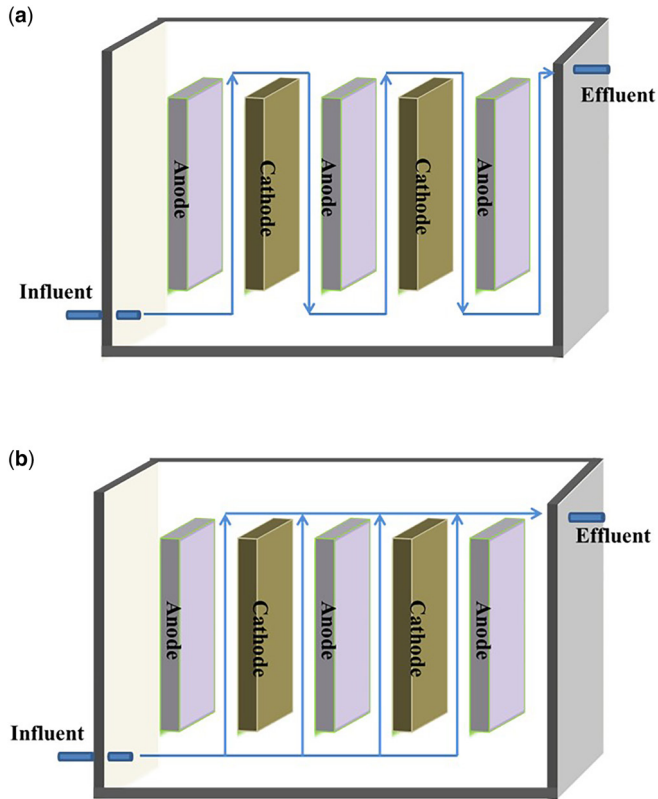 (a)
Effluent
Anode
Cathode
Anode
Cathode
Anode
Influent
(b)
Effluent
Anode
Cathode
Anode
Cathode
Anode
Influent